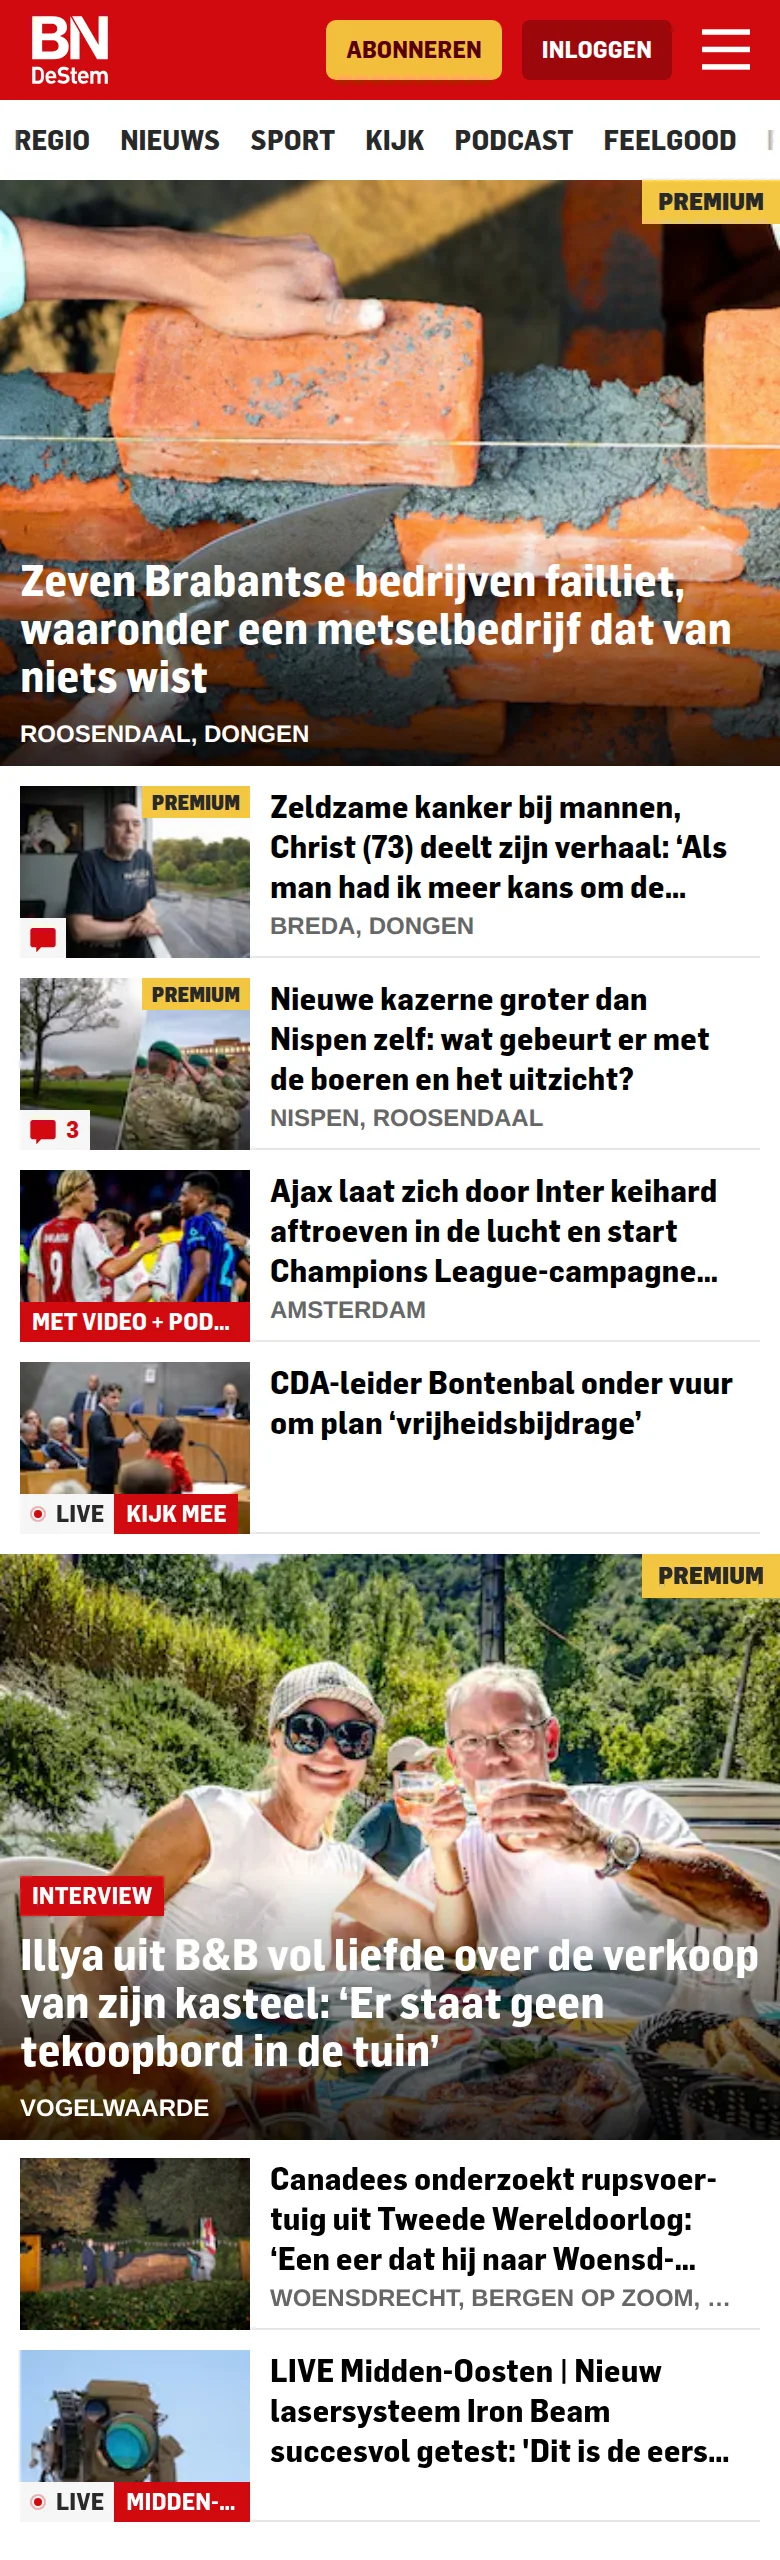 BN
DeStem
ABONNEREN
INLOGGEN
REGIO NIEUWS SPORT KIJK PODCAST FEELGOOD
PREMIUM
Zeven Brabantse bedrijven failliet,
waaronder een metselbedrijf dat van
niets wist
ROOSENDAAL, DONGEN
PREMIUM
Zeldzame kanker bij mannen,
Christ (73) deelt zijn verhaal: ‘Als
man had ik meer kans om de...
BREDA, DONGEN
PREMIUM
3
Nieuwe kazerne groter dan
Nispen zelf: wat gebeurt er met
de boeren en het uitzicht?
NISPEN, ROOSENDAAL
9
2
MET VIDEO + POD...
Ajax laat zich door Inter keihard
aftroeven in de lucht en start
Champions League-campagne...
AMSTERDAM
LIVE KIJK MEE
CDA-leider Bontenbal onder vuur
om plan ‘vrijheidsbijdrage’
PREMIUM
INTERVIEW
Illya uit B&B vol liefde over de verkoop
van zijn kasteel: ‘Er staat geen
tekoopbord in de tuin’
VOGELWAARDE
Canadees onderzoekt rupsvoer-
tuig uit Tweede Wereldoorlog:
‘Een eer dat hij naar Woensd-...
WOENSDRECHT, BERGEN OP ZOOM, ...
LIVE MIDDEN-...
LIVE Midden-Oosten | Nieuw
lasersysteem Iron Beam
succesvol getest: 'Dit is de eers...